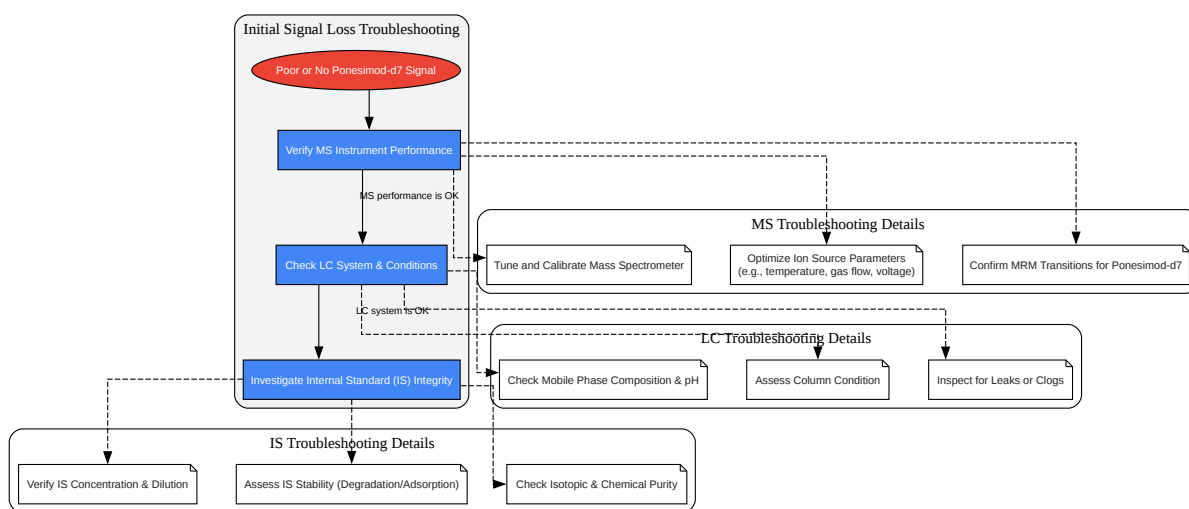 Initial Signal Loss Troubleshooting
Poor or No Ponesimod-d7 Signal
Verify MS Instrument Performance
MS performance is OK
MS Troubleshooting Details
Tune and Calibrate Mass Spectrometer
Optimize Ion Source Parameters
(e.g., temperature, gas flow, voltage)
Confirm MRM Transitions for Ponesimod-d7
Check LC System & Conditions
LC system is OK
LC Troubleshooting Details
Check Mobile Phase Composition & pH
Assess Column Condition
Inspect for Leaks or Clogs
Investigate Internal Standard (IS) Integrity
IS Troubleshooting Details
Verify IS Concentration & Dilution
Assess IS Stability (Degradation/Adsorption)
Check Isotopic & Chemical Purity